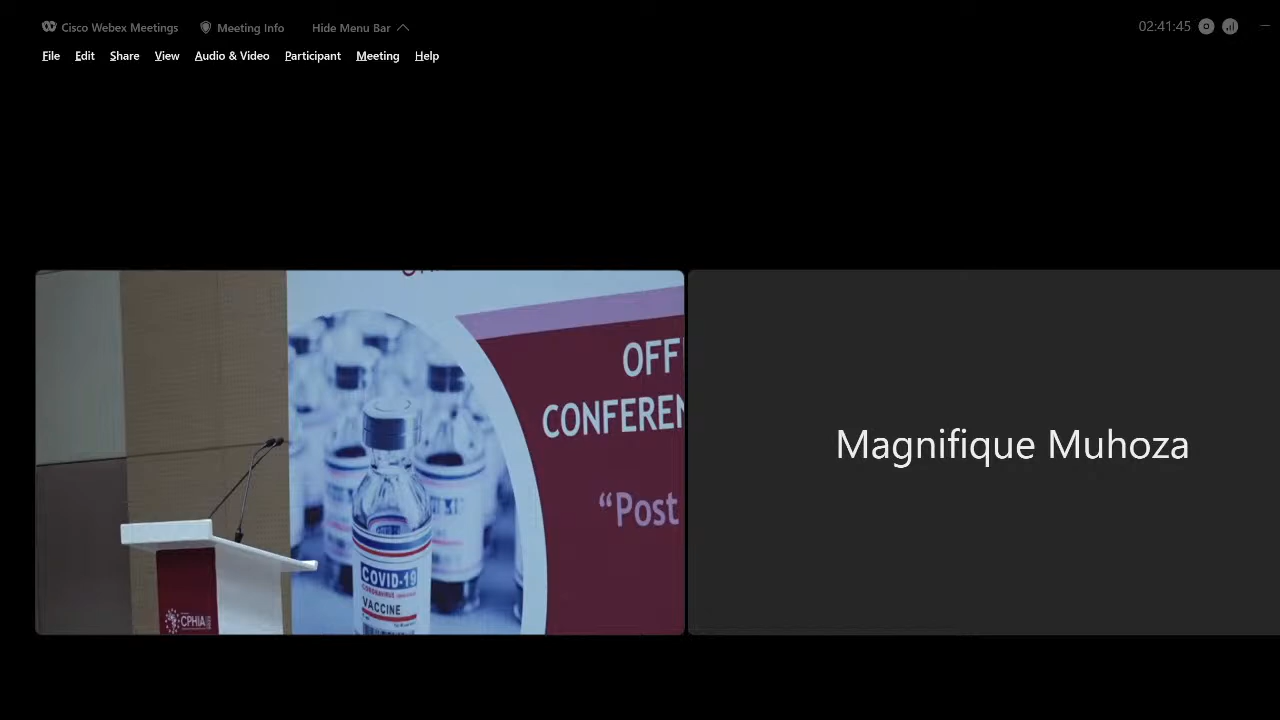 Cisco Webex Meetings Meeting Info Hide Menu Bar 02:41:45
File Edit Share View Audio & Video Participant Meeting Help
OFF
CONFEREN
“Post
Magnifique Muhoza
COVID-19
VACCINE
CPHIA